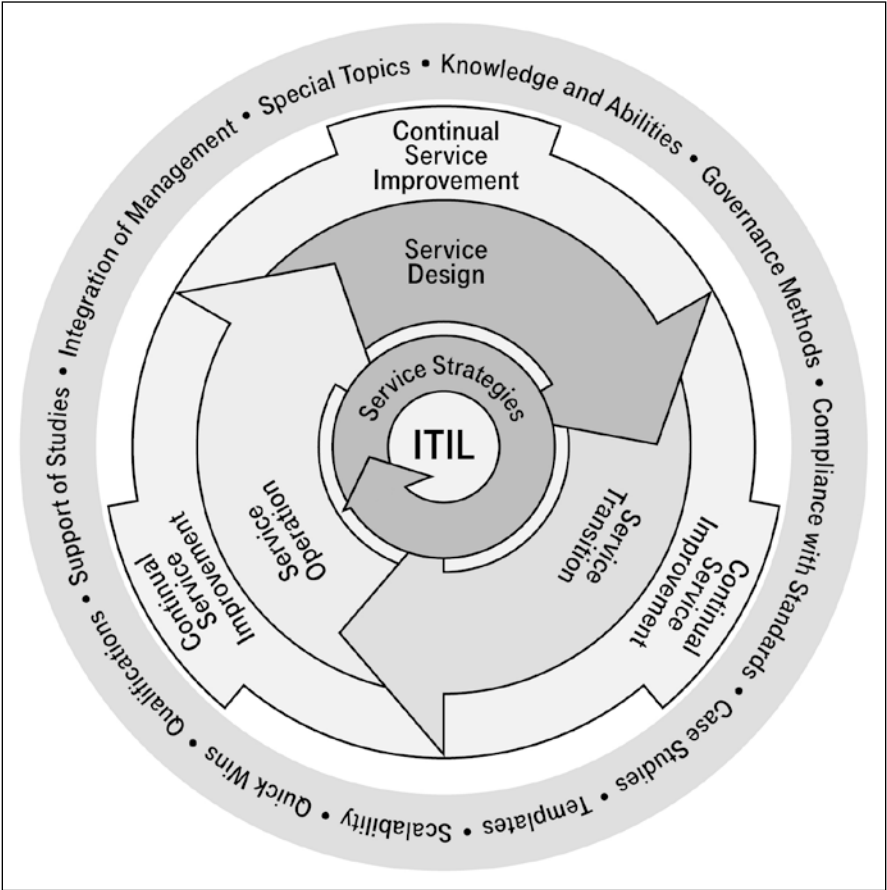 Special Topics • Knowledge and Abilities • Governance Methods • Compliance with Standards • Case Studies • Templates • Scalability • Quick Wins • Qualifications • Support of Studies • Integration of Management •
Continual
Service
Improvement
Service
Design
Service Strategies
ITIL
Service
Transition
Continual
Service
Improvement
Service
Operation
Continual
Service
Improvement